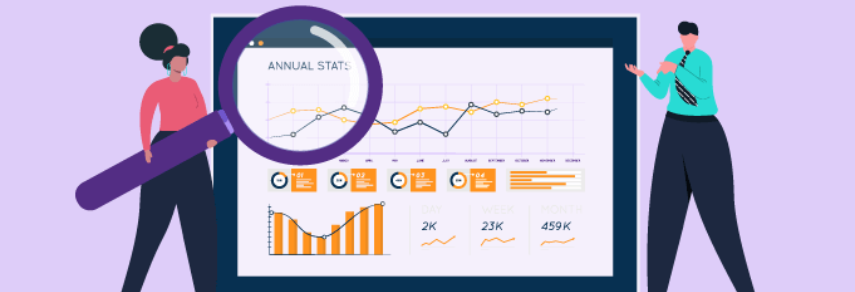 ANNUAL STATS
MARCH APRIL MAY JUNE JULY AUGUST SEPTEMBER OCTOBER NOVEMBER DECEMBER
01 02 03 04
DAY WEEK MONTH
2K 23K 459K